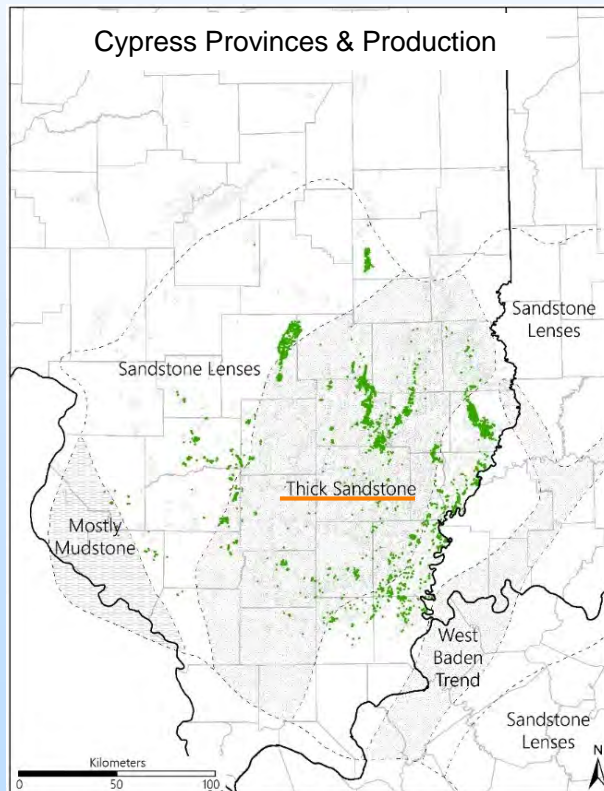 Cypress Provinces & Production
Sandstone
Lenses
Sandstone Lenses
Thick Sandstone
Mostly
Mudstone
West
Baden
Trend
Sandstone
Lenses
N
Kilometers
0 50 100